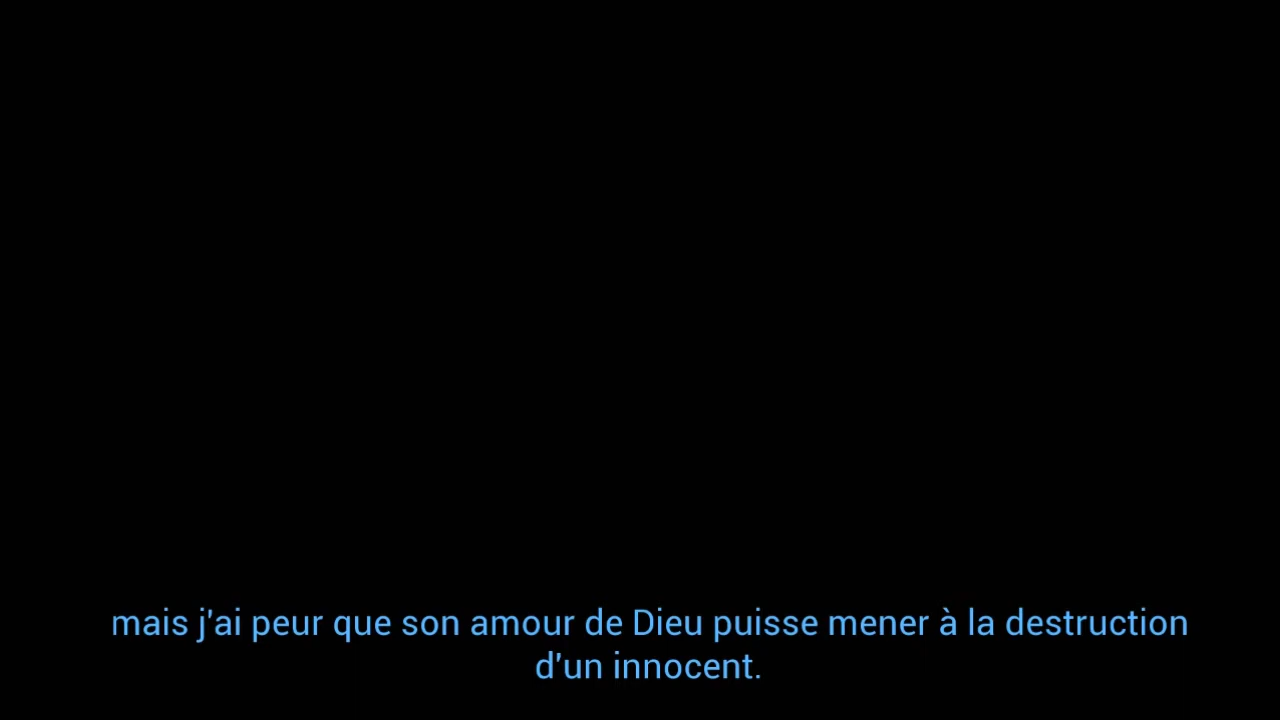 mais j'ai peur que son amour de Dieu puisse mener à la destruction
d'un innocent.